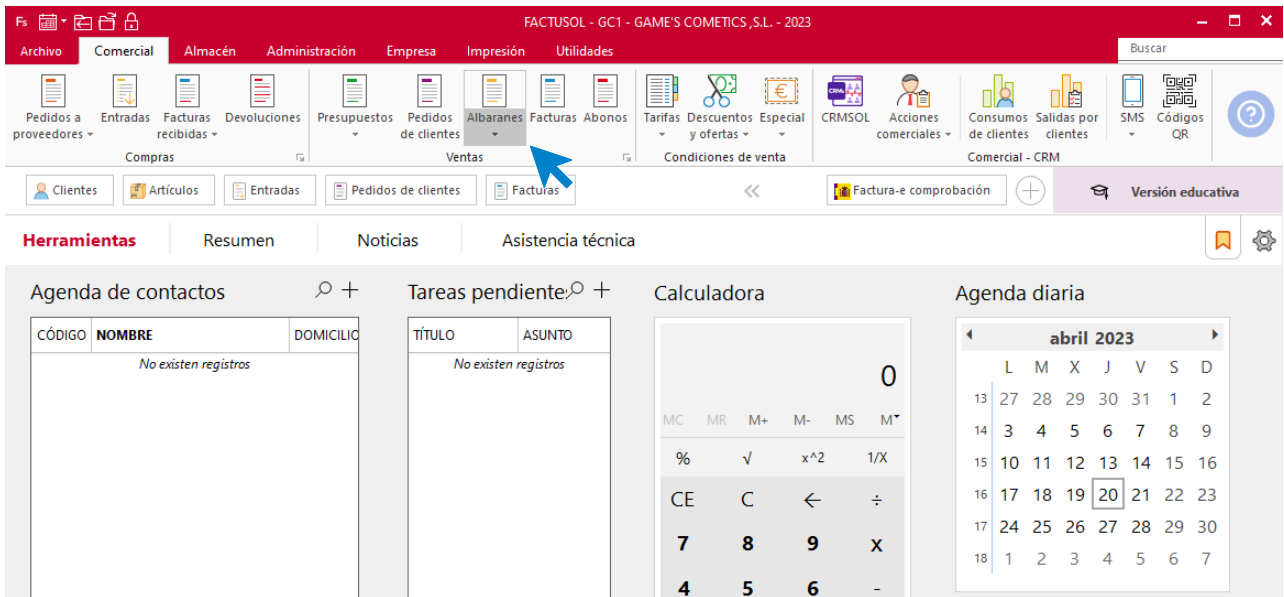 Fs
FACTUSOL - GC1 - GAME'S COMETICS ,S.L. - 2023
Archivo Comercial Almacén Administración Empresa Impresión Utilidades Buscar
Pedidos a proveedores
Entradas
Facturas recibidas
Devoluciones
Presupuestos
Pedidos de clientes
Albaranes
Facturas
Abonos
Tarifas
Descuentos y ofertas
Especial
CRM
CRMSOL
Acciones comerciales
Consumos de clientes
Salidas por clientes
SMS
Códigos QR
?
Compras Ventas Condiciones de venta Comercial - CRM
Clientes Artículos Entradas Pedidos de clientes Facturas Factura-e comprobación Versión educativa
Herramientas Resumen Noticias Asistencia técnica
Agenda de contactos
CÓDIGO NOMBRE DOMICILIO
No existen registros
Tareas pendientes
TÍTULO ASUNTO
No existen registros
Calculadora
0
MC MR M+ M- MS M
% √ x^2 1/X
CE C ← ÷
7 8 9 x
4 5 6 -
Agenda diaria
abril 2023
L M X J V S D
13 27 28 29 30 31 1 2
14 3 4 5 6 7 8 9
15 10 11 12 13 14 15 16
16 17 18 19 20 21 22 23
17 24 25 26 27 28 29 30
18 1 2 3 4 5 6 7